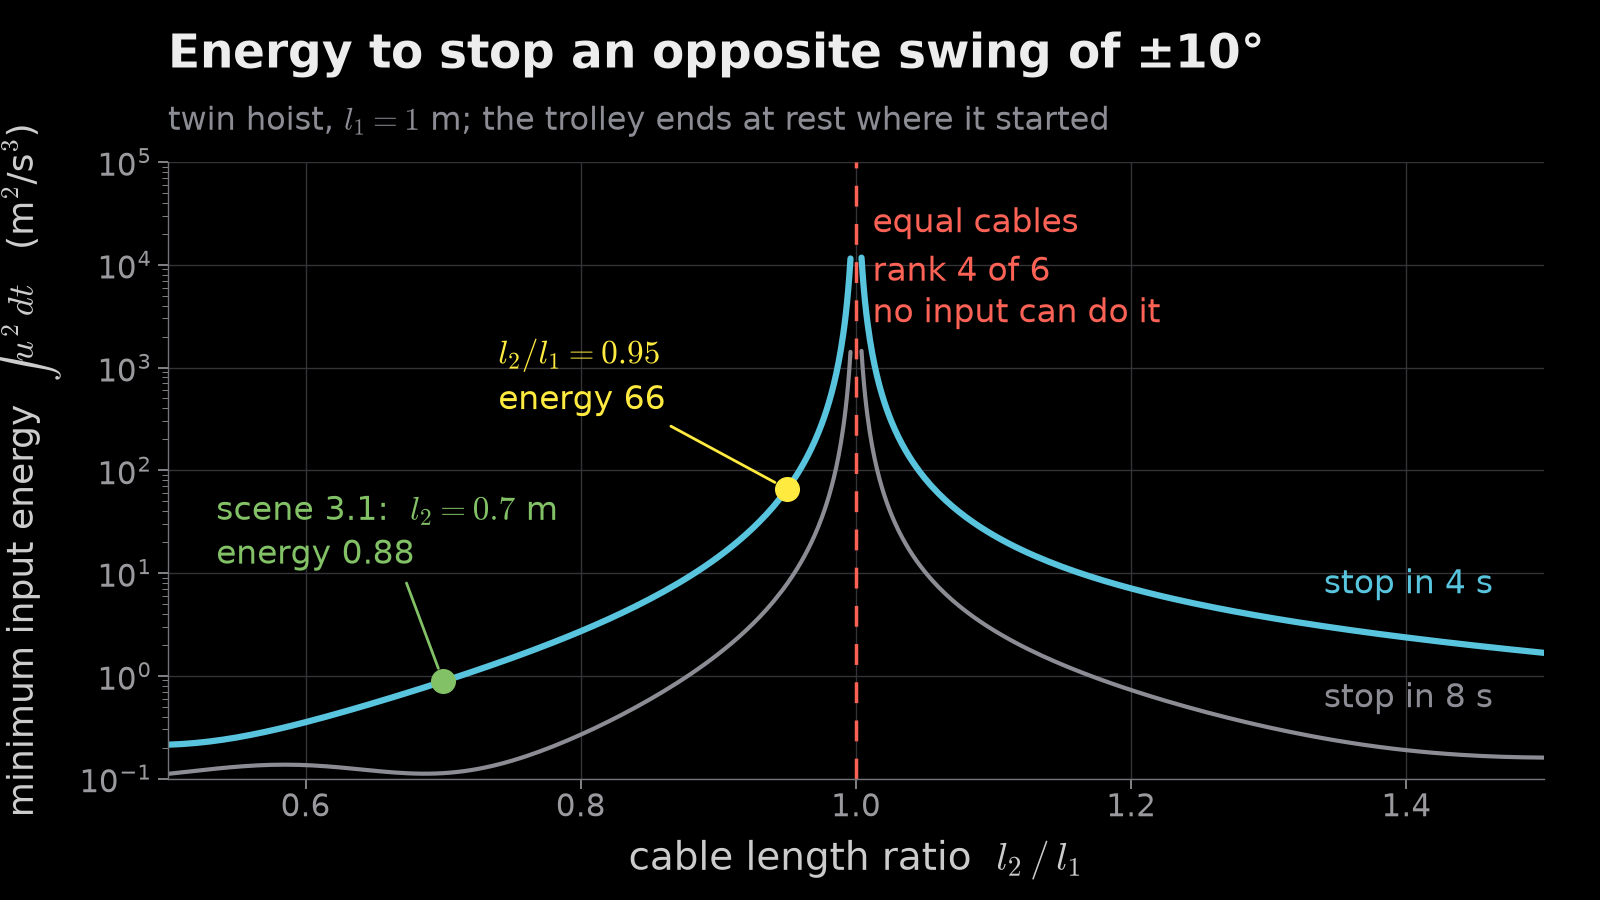 Energy to stop an opposite swing of ±10°
twin hoist, l₁ = 1 m; the trolley ends at rest where it started
minimum input energy ∫u² dt (m²/s³)
10⁵
10⁴
10³
10²
10¹
10⁰
10⁻¹
equal cables
rank 4 of 6
no input can do it
l₂/l₁ = 0.95
energy 66
scene 3.1: l₂ = 0.7 m
energy 0.88
stop in 4 s
stop in 8 s
0.6 0.8 1.0 1.2 1.4
cable length ratio l₂ / l₁